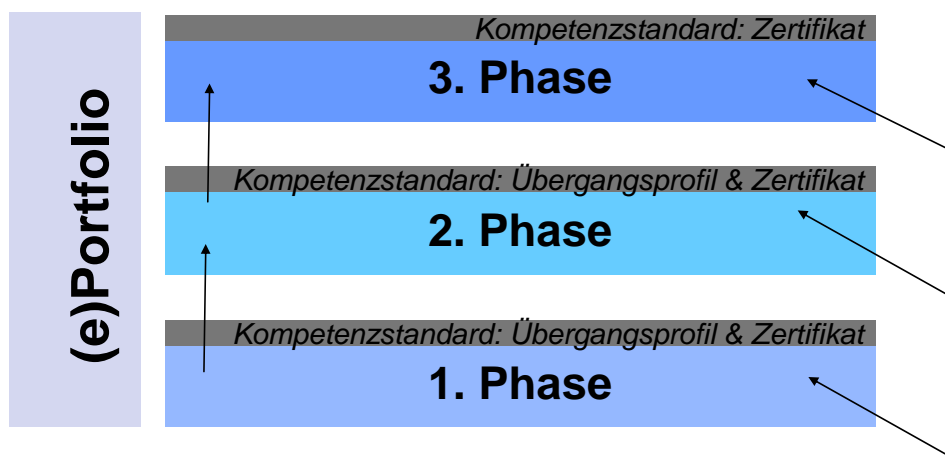 (e)Portfolio
Kompetenzstandard: Zertifikat
3. Phase
Kompetenzstandard: Übergangsprofil & Zertifikat
2. Phase
Kompetenzstandard: Übergangsprofil & Zertifikat
1. Phase